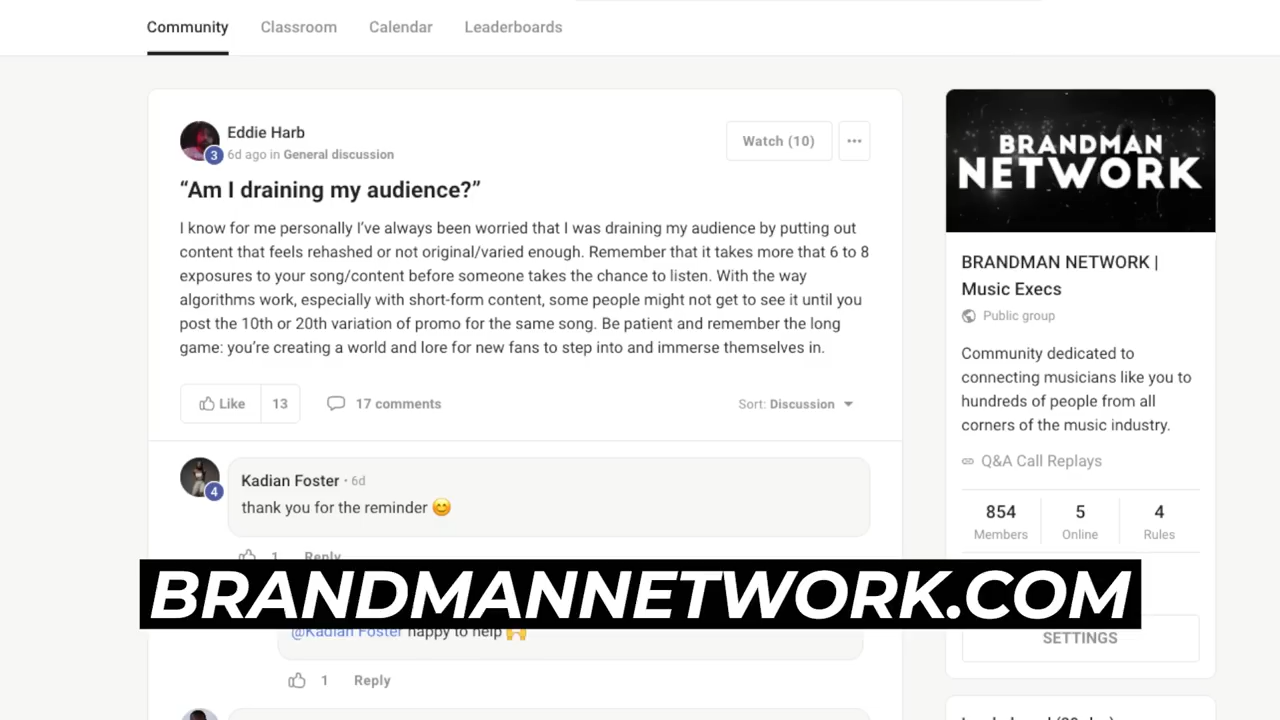 Community Classroom Calendar Leaderboards
Eddie Harb
3
6d ago in General discussion
Watch (10)
“Am I draining my audience?”
I know for me personally I’ve always been worried that I was draining my audience by putting out
content that feels rehashed or not original/varied enough. Remember that it takes more that 6 to 8
exposures to your song/content before someone takes the chance to listen. With the way
algorithms work, especially with short-form content, some people might not get to see it until you
post the 10th or 20th variation of promo for the same song. Be patient and remember the long
game: you’re creating a world and lore for new fans to step into and immerse themselves in.
Like 13 17 comments Sort: Discussion
Kadian Foster · 6d
4
thank you for the reminder 😊
1 Reply
BRANDMANNETWORK.COM
@Kadian Foster happy to help 🙌
1 Reply
BRANDMAN
NETWORK
BRANDMAN NETWORK |
Music Execs
Public group
Community dedicated to
connecting musicians like you to
hundreds of people from all
corners of the music industry.
Q&A Call Replays
854 5 4
Members Online Rules
SETTINGS